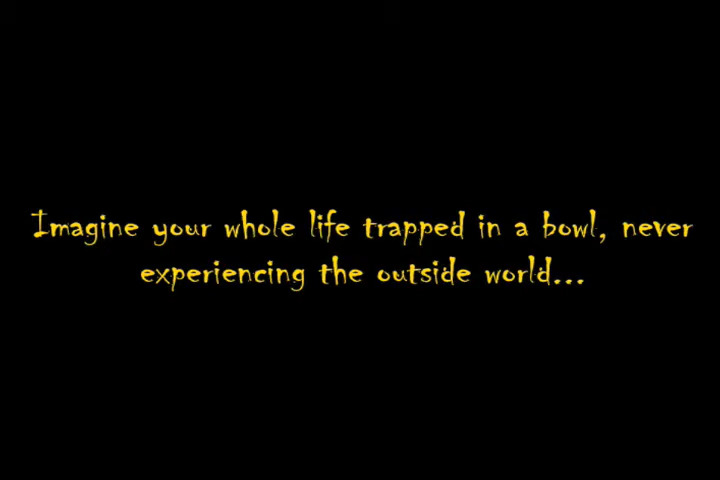 Imagine your whole life trapped in a bowl, never
experiencing the outside world...